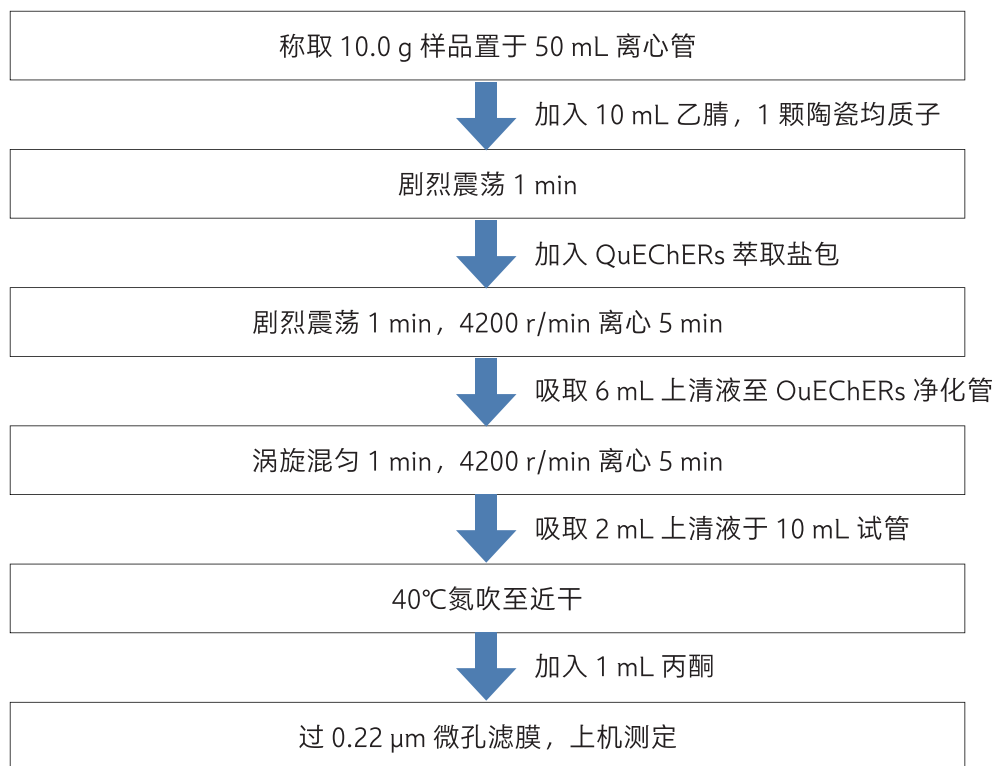 称取 10.0 g 样品置于 50 mL 离心管
加入 10 mL 乙腈，1 颗陶瓷均质子
剧烈震荡 1 min
加入 QuEChERs 萃取盐包
剧烈震荡 1 min，4200 r/min 离心 5 min
吸取 6 mL 上清液至 OuEChERs 净化管
涡旋混匀 1 min，4200 r/min 离心 5 min
吸取 2 mL 上清液于 10 mL 试管
40℃氮吹至近干
加入 1 mL 丙酮
过 0.22 μm 微孔滤膜，上机测定